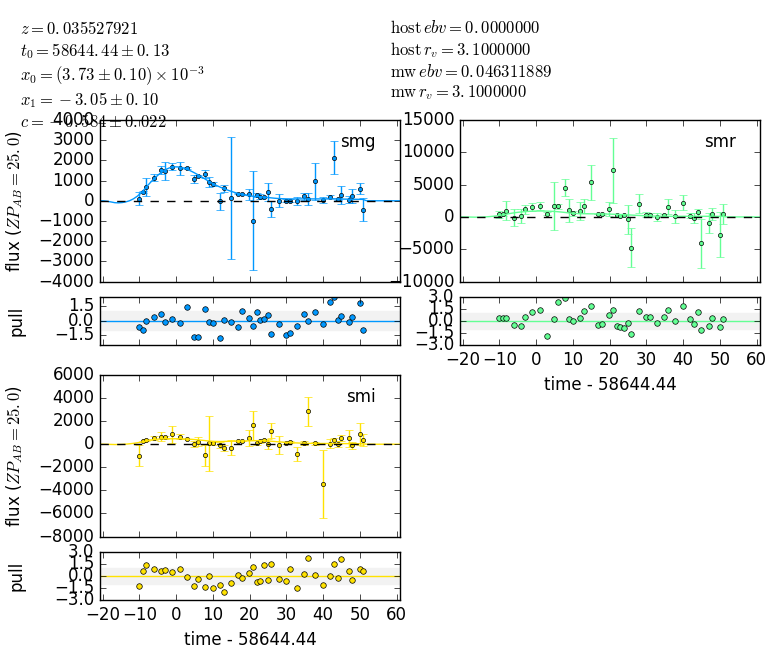 z = 0.035527921
t0 = 58644.44 ± 0.13
x0 = (3.73 ± 0.10) × 10^−3
x1 = −3.05 ± 0.10
c = −0.584 ± 0.022
host ebv = 0.0000000
host r_v = 3.1000000
mw ebv = 0.046311889
mw r_v = 3.1000000
flux (ZP_AB = 25.0)
4000
3000
2000
1000
0
−1000
−2000
−3000
−4000
smg
15000
10000
5000
0
−5000
−10000
smr
pull
1.5
0.0
−1.5
3.0
1.5
0.0
−1.5
−3.0
−20 −10 0 10 20 30 40 50 60
time - 58644.44
flux (ZP_AB = 25.0)
6000
4000
2000
0
−2000
−4000
−6000
−8000
smi
pull
3.0
1.5
0.0
−1.5
−3.0
−20 −10 0 10 20 30 40 50 60
time - 58644.44